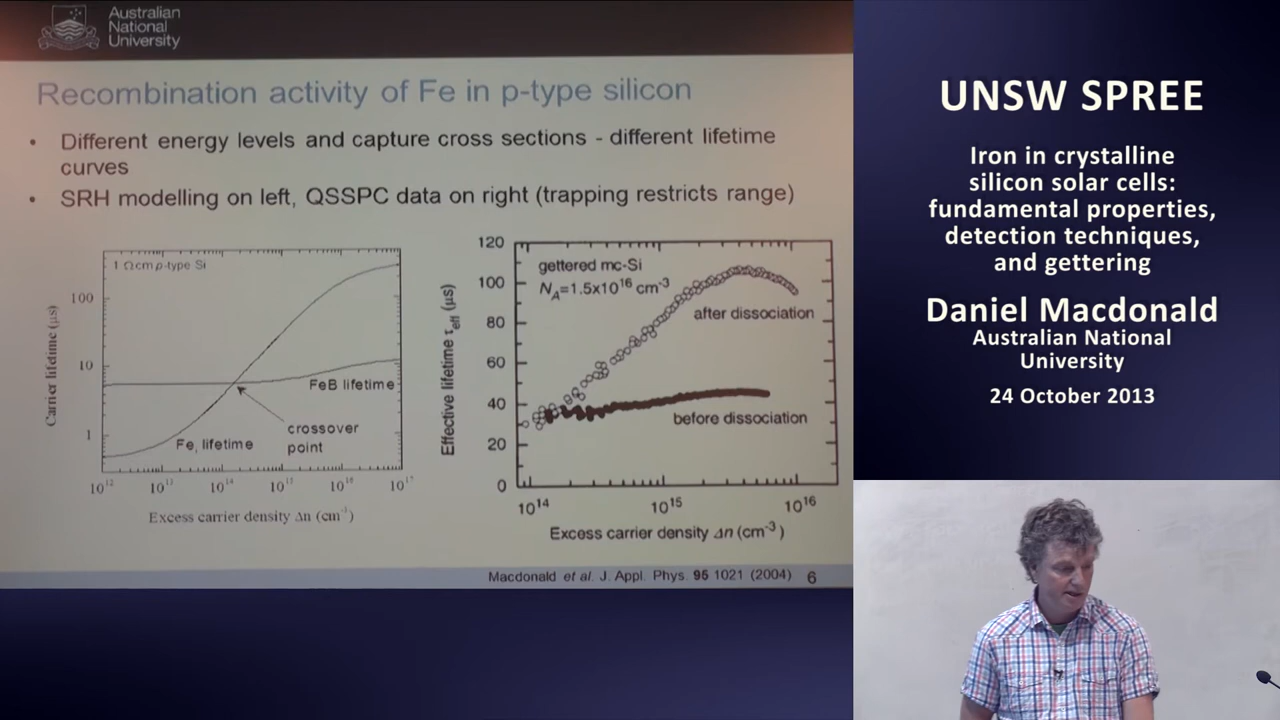 Australian
National
University
Recombination activity of Fe in p-type silicon
• Different energy levels and capture cross sections - different lifetime
curves
• SRH modelling on left, QSSPC data on right (trapping restricts range)
1 Ωcm p-type Si
Carrier lifetime (μs)
100
10
1
FeB lifetime
crossover
point
Feᵢ lifetime
10¹² 10¹³ 10¹⁴ 10¹⁵ 10¹⁶ 10¹⁷
Excess carrier density Δn (cm⁻³)
Effective lifetime τeff (μs)
120
100
80
60
40
20
0
gettered mc-Si
N_A=1.5x10¹⁶ cm⁻³
after dissociation
before dissociation
10¹⁴ 10¹⁵ 10¹⁶
Excess carrier density Δn (cm⁻³)
Macdonald et al. J. Appl. Phys. 95 1021 (2004) 6
UNSW SPREE
Iron in crystalline
silicon solar cells:
fundamental properties,
detection techniques,
and gettering
Daniel Macdonald
Australian National
University
24 October 2013